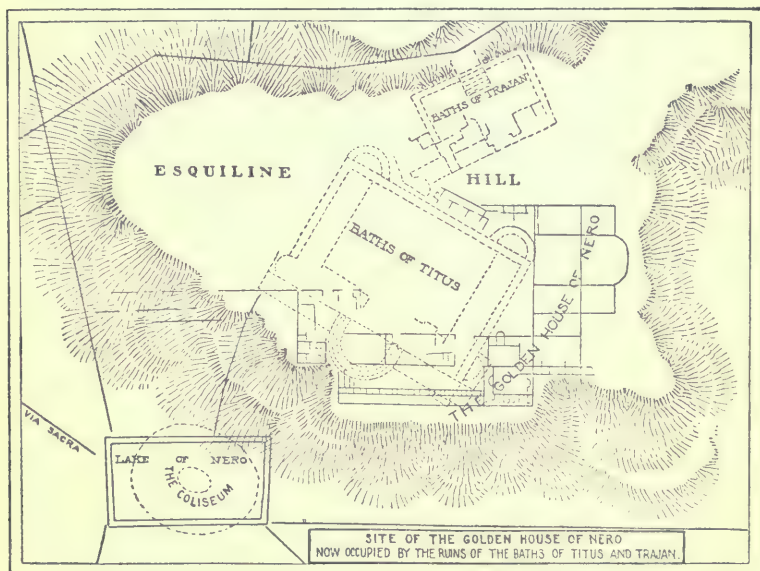 BATHS OF TRAJAN
ESQUILINE HILL
BATHS OF TITUS
THE GOLDEN HOUSE OF NERO
VIA SACRA
LAKE OF NERO
THE COLISEUM
SITE OF THE GOLDEN HOUSE OF NERO
NOW OCCUPIED BY THE RUINS OF THE BATHS OF TITUS AND TRAJAN.